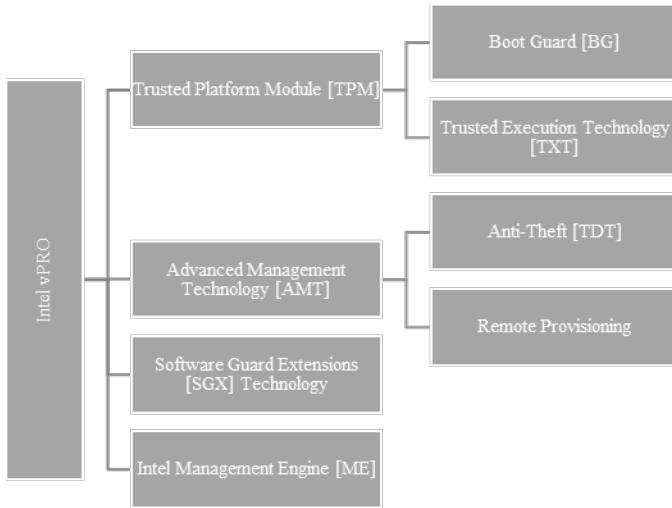 Intel vPRO
Trusted Platform Module [TPM]
Boot Guard [BG]
Trusted Execution Technology
[TXT]
Advanced Management
Technology [AMT]
Anti-Theft [TDT]
Remote Provisioning
Software Guard Extensions
[SGX] Technology
Intel Management Engine [ME]